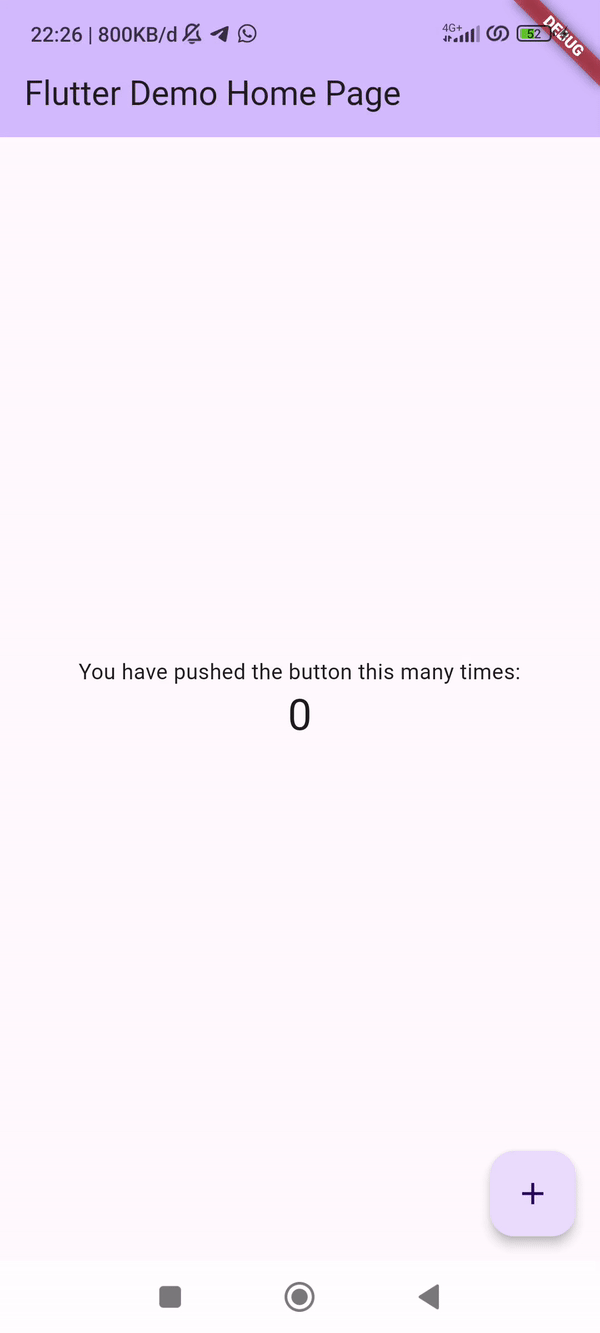 22:26 | 800KB/d
4G+
52
DEBUG
Flutter Demo Home Page
You have pushed the button this many times:
0